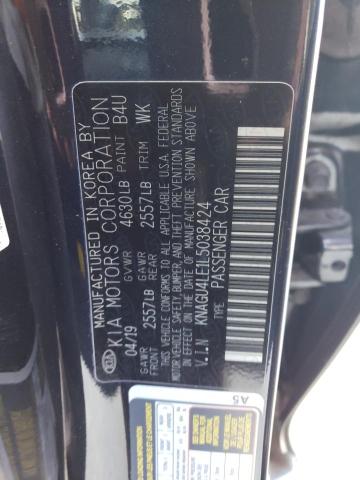 MANUFACTURED IN KOREA BY
KIA MOTORS CORPORATION
04/19 GVWR 4630LB PAINT B4U
GAWR FRONT 2557LB GAWR REAR 2557LB TRIM WK
THIS VEHICLE CONFORMS TO ALL APPLICABLE U.S.A. FEDERAL
MOTOR VEHICLE SAFETY, BUMPER, AND THEFT PREVENTION STANDARDS
IN EFFECT ON THE DATE OF MANUFACTURE SHOWN ABOVE.
V.I.N KNAGU4LE1L5038424
TYPE: PASSENGER CAR
A5